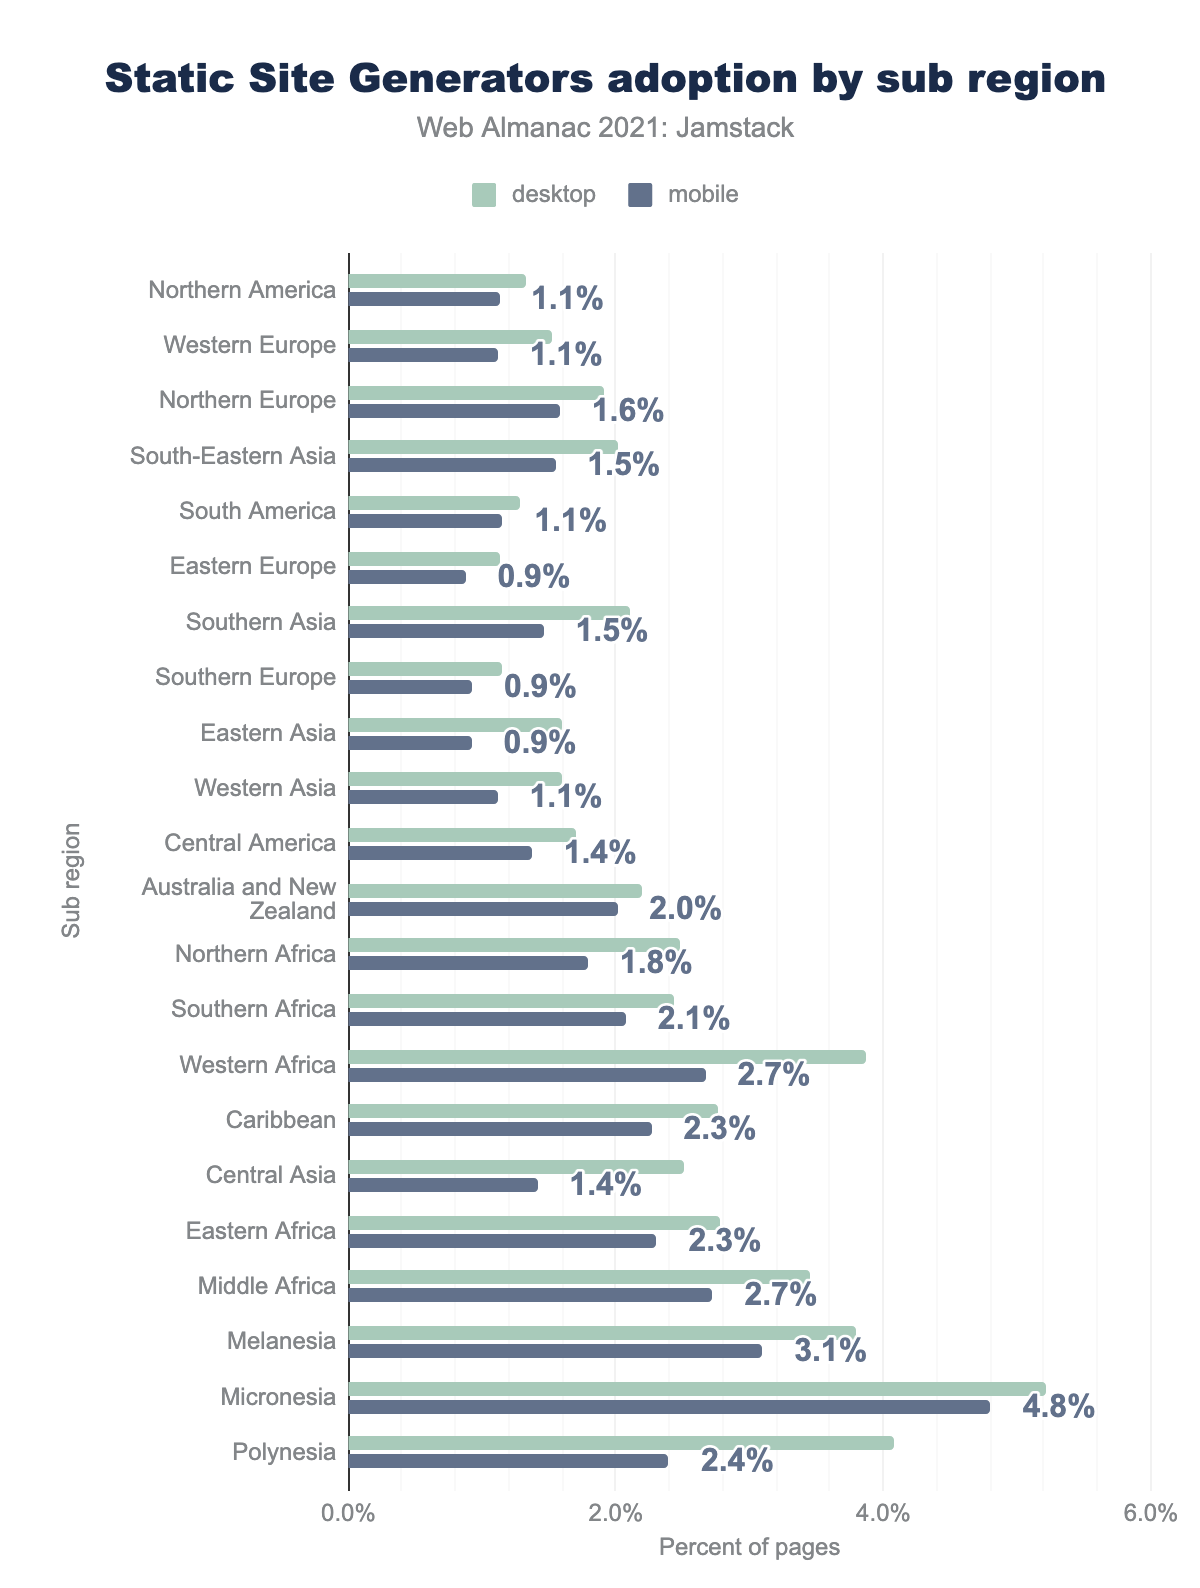 Static Site Generators adoption by sub region
Web Almanac 2021: Jamstack
desktop mobile
Northern America 1.1%
Western Europe 1.1%
Northern Europe 1.6%
South-Eastern Asia 1.5%
South America 1.1%
Eastern Europe 0.9%
Southern Asia 1.5%
Southern Europe 0.9%
Eastern Asia 0.9%
Western Asia 1.1%
Central America 1.4%
Australia and New
Zealand 2.0%
Northern Africa 1.8%
Southern Africa 2.1%
Western Africa 2.7%
Caribbean 2.3%
Central Asia 1.4%
Eastern Africa 2.3%
Middle Africa 2.7%
Melanesia 3.1%
Micronesia 4.8%
Polynesia 2.4%
Sub region
0.0% 2.0% 4.0% 6.0%
Percent of pages